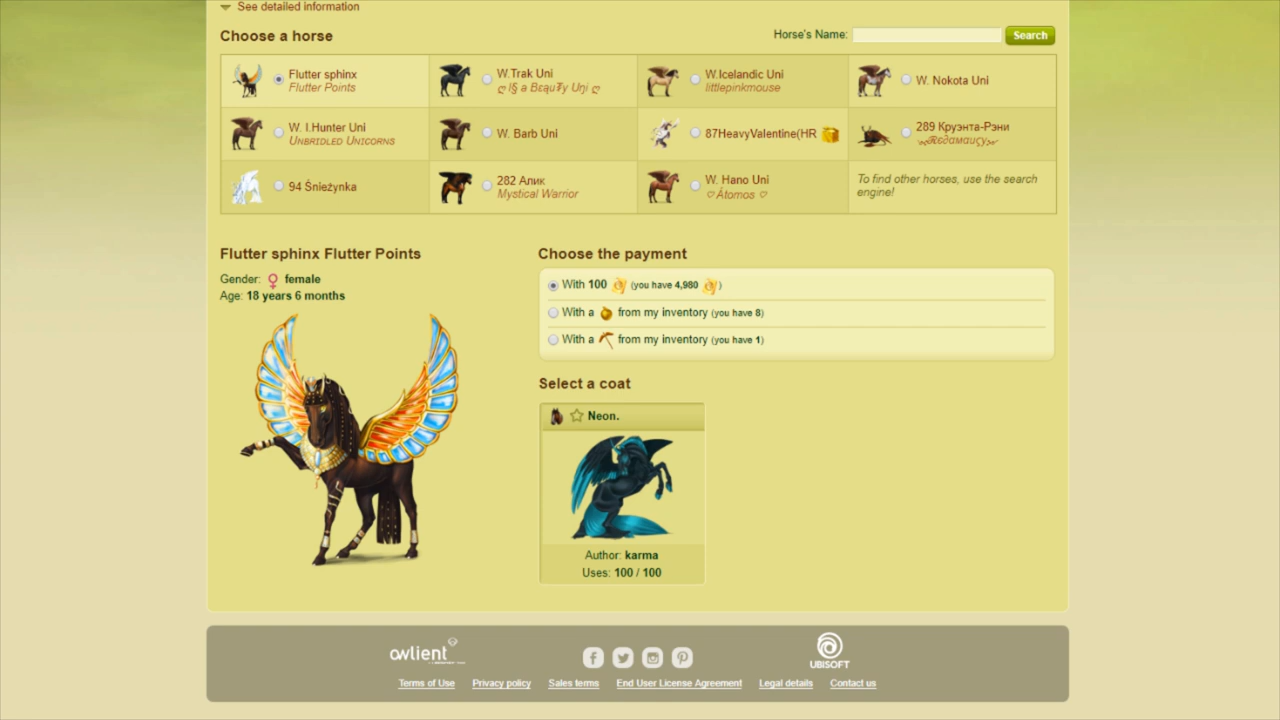 See detailed information
Choose a horse
Horse's Name:
Search
Flutter sphinx
Flutter Points
W.Trak Uni
ღ I§ a Bεąu₮y Uηi ღ
W.Icelandic Uni
littlepinkmouse
W. Nokota Uni
W. I.Hunter Uni
Unbridled Unicorns
W. Barb Uni
87HeavyValentine(HR
289 Круэнта-Рэни
94 Śnieżynka
282 Алик
Mystical Warrior
W. Hano Uni
♡ Átomos ♡
To find other horses, use the search
engine!
Flutter sphinx Flutter Points
Gender: ♀ female
Age: 18 years 6 months
Choose the payment
With 100 (you have 4,980 )
With a from my inventory (you have 8)
With a from my inventory (you have 1)
Select a coat
Neon.
Author: karma
Uses: 100 / 100
owlient
UBISOFT
Terms of Use
Privacy policy
Sales terms
End User License Agreement
Legal details
Contact us